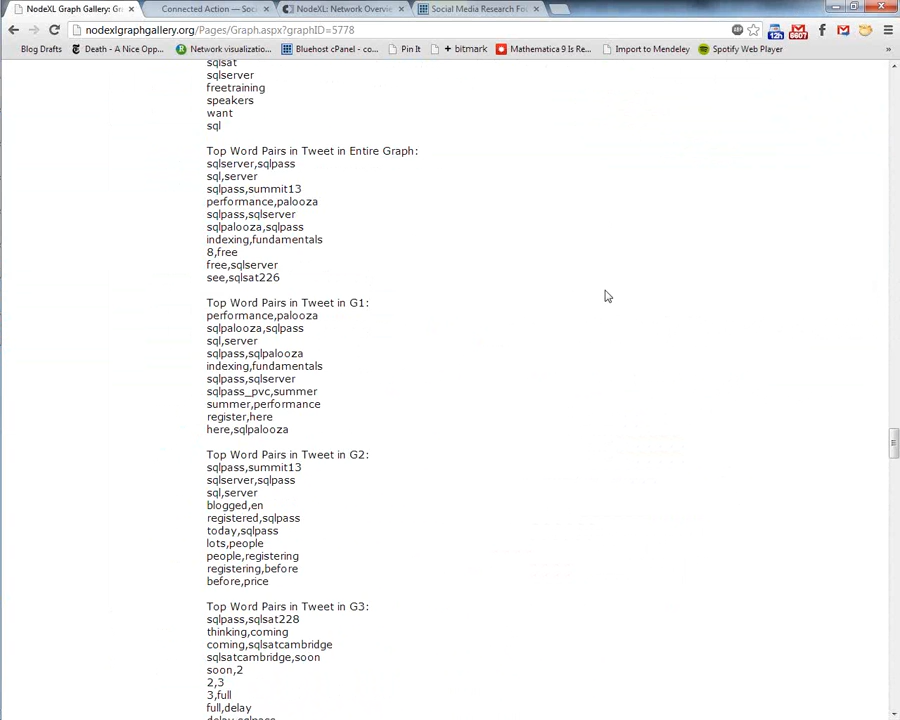 NodeXL Graph Gallery: Gr
Connected Action — Soc
NodeXL: Network Overvie
Social Media Research Fou
nodexlgraphgallery.org/Pages/Graph.aspx?graphID=5778
12h
6607
Blog Drafts
Death - A Nice Opp...
Network visualizatio...
Bluehost cPanel - co...
Pin It
+ bitmark
Mathematica 9 Is Re...
Import to Mendeley
Spotify Web Player
»
sqlsat
sqlserver
freetraining
speakers
want
sql
Top Word Pairs in Tweet in Entire Graph:
sqlserver,sqlpass
sql,server
sqlpass,summit13
performance,palooza
sqlpass,sqlserver
sqlpalooza,sqlpass
indexing,fundamentals
8,free
free,sqlserver
see,sqlsat226
Top Word Pairs in Tweet in G1:
performance,palooza
sqlpalooza,sqlpass
sql,server
sqlpass,sqlpalooza
indexing,fundamentals
sqlpass,sqlserver
sqlpass_pvc,summer
summer,performance
register,here
here,sqlpalooza
Top Word Pairs in Tweet in G2:
sqlpass,summit13
sqlserver,sqlpass
sql,server
blogged,en
registered,sqlpass
today,sqlpass
lots,people
people,registering
registering,before
before,price
Top Word Pairs in Tweet in G3:
sqlpass,sqlsat228
thinking,coming
coming,sqlsatcambridge
sqlsatcambridge,soon
soon,2
2,3
3,full
full,delay
delay,sqlpass